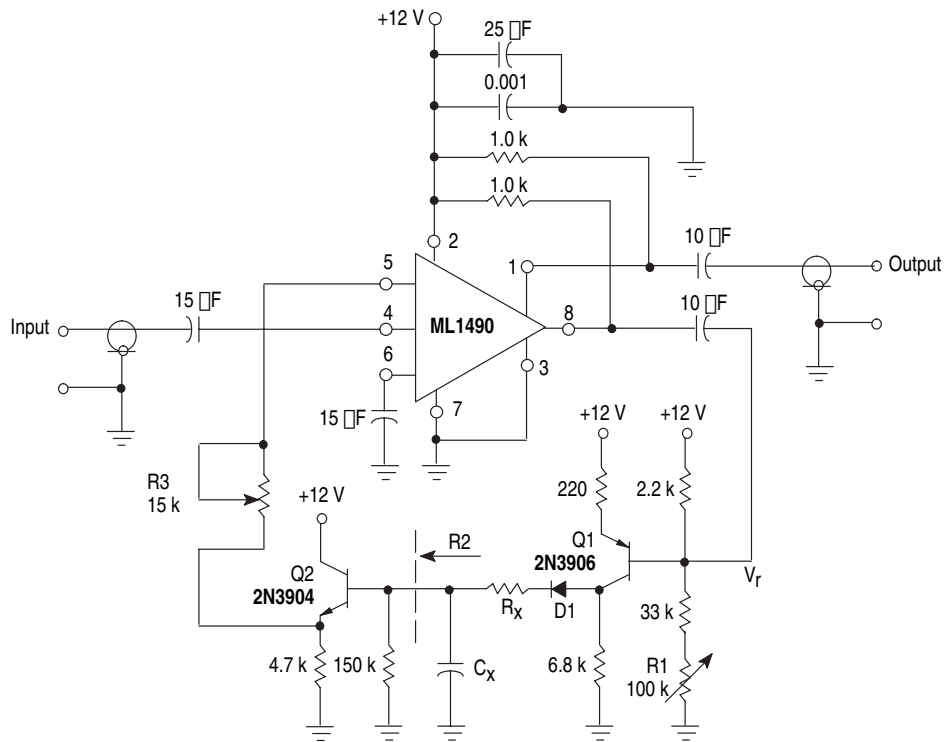 +12 V
25 □F
0.001
1.0 k
1.0 k
2
5
1
10 □F
Output
15 □F
10 □F
Input
4
ML1490
8
6
3
7
15 □F
+12 V
+12 V
R3
15 k
+12 V
220
2.2 k
R2
Q1
2N3906
Q2
2N3904
Vr
Rx
D1
33 k
4.7 k
150 k
Cx
6.8 k
R1
100 k